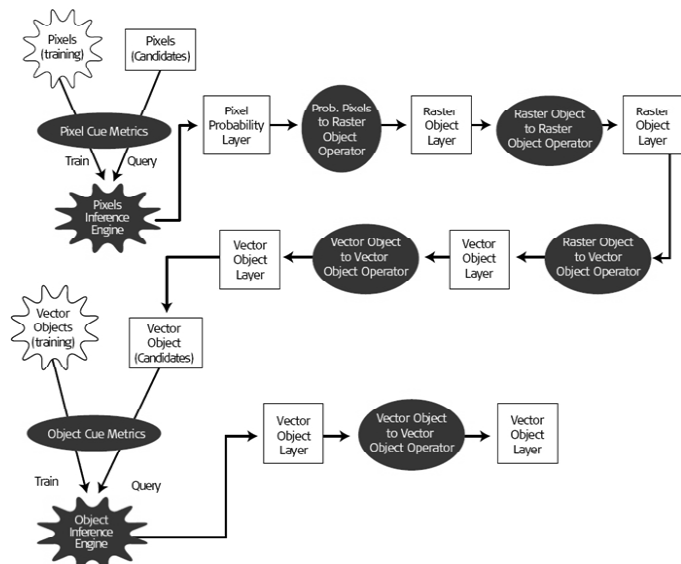 Pixels
(training)
Pixels
(Candidates)
Pixel Cue Metrics
Train
Query
Pixels
Inference
Engine
Pixel
Probability
Layer
Prob. Pixels
to Raster
Object
Operator
Raster
Object
Layer
Raster Object
to Raster
Object Operator
Raster
Object
Layer
Raster Object
to Vector
Object Operator
Vector
Object
Layer
Vector Object
to Vector
Object Operator
Vector
Object
Layer
Vector
Objects
(training)
Vector
Object
(Candidates)
Object Cue Metrics
Train
Query
Object
Inference
Engine
Vector
Object
Layer
Vector Object
to Vector
Object Operator
Vector
Object
Layer